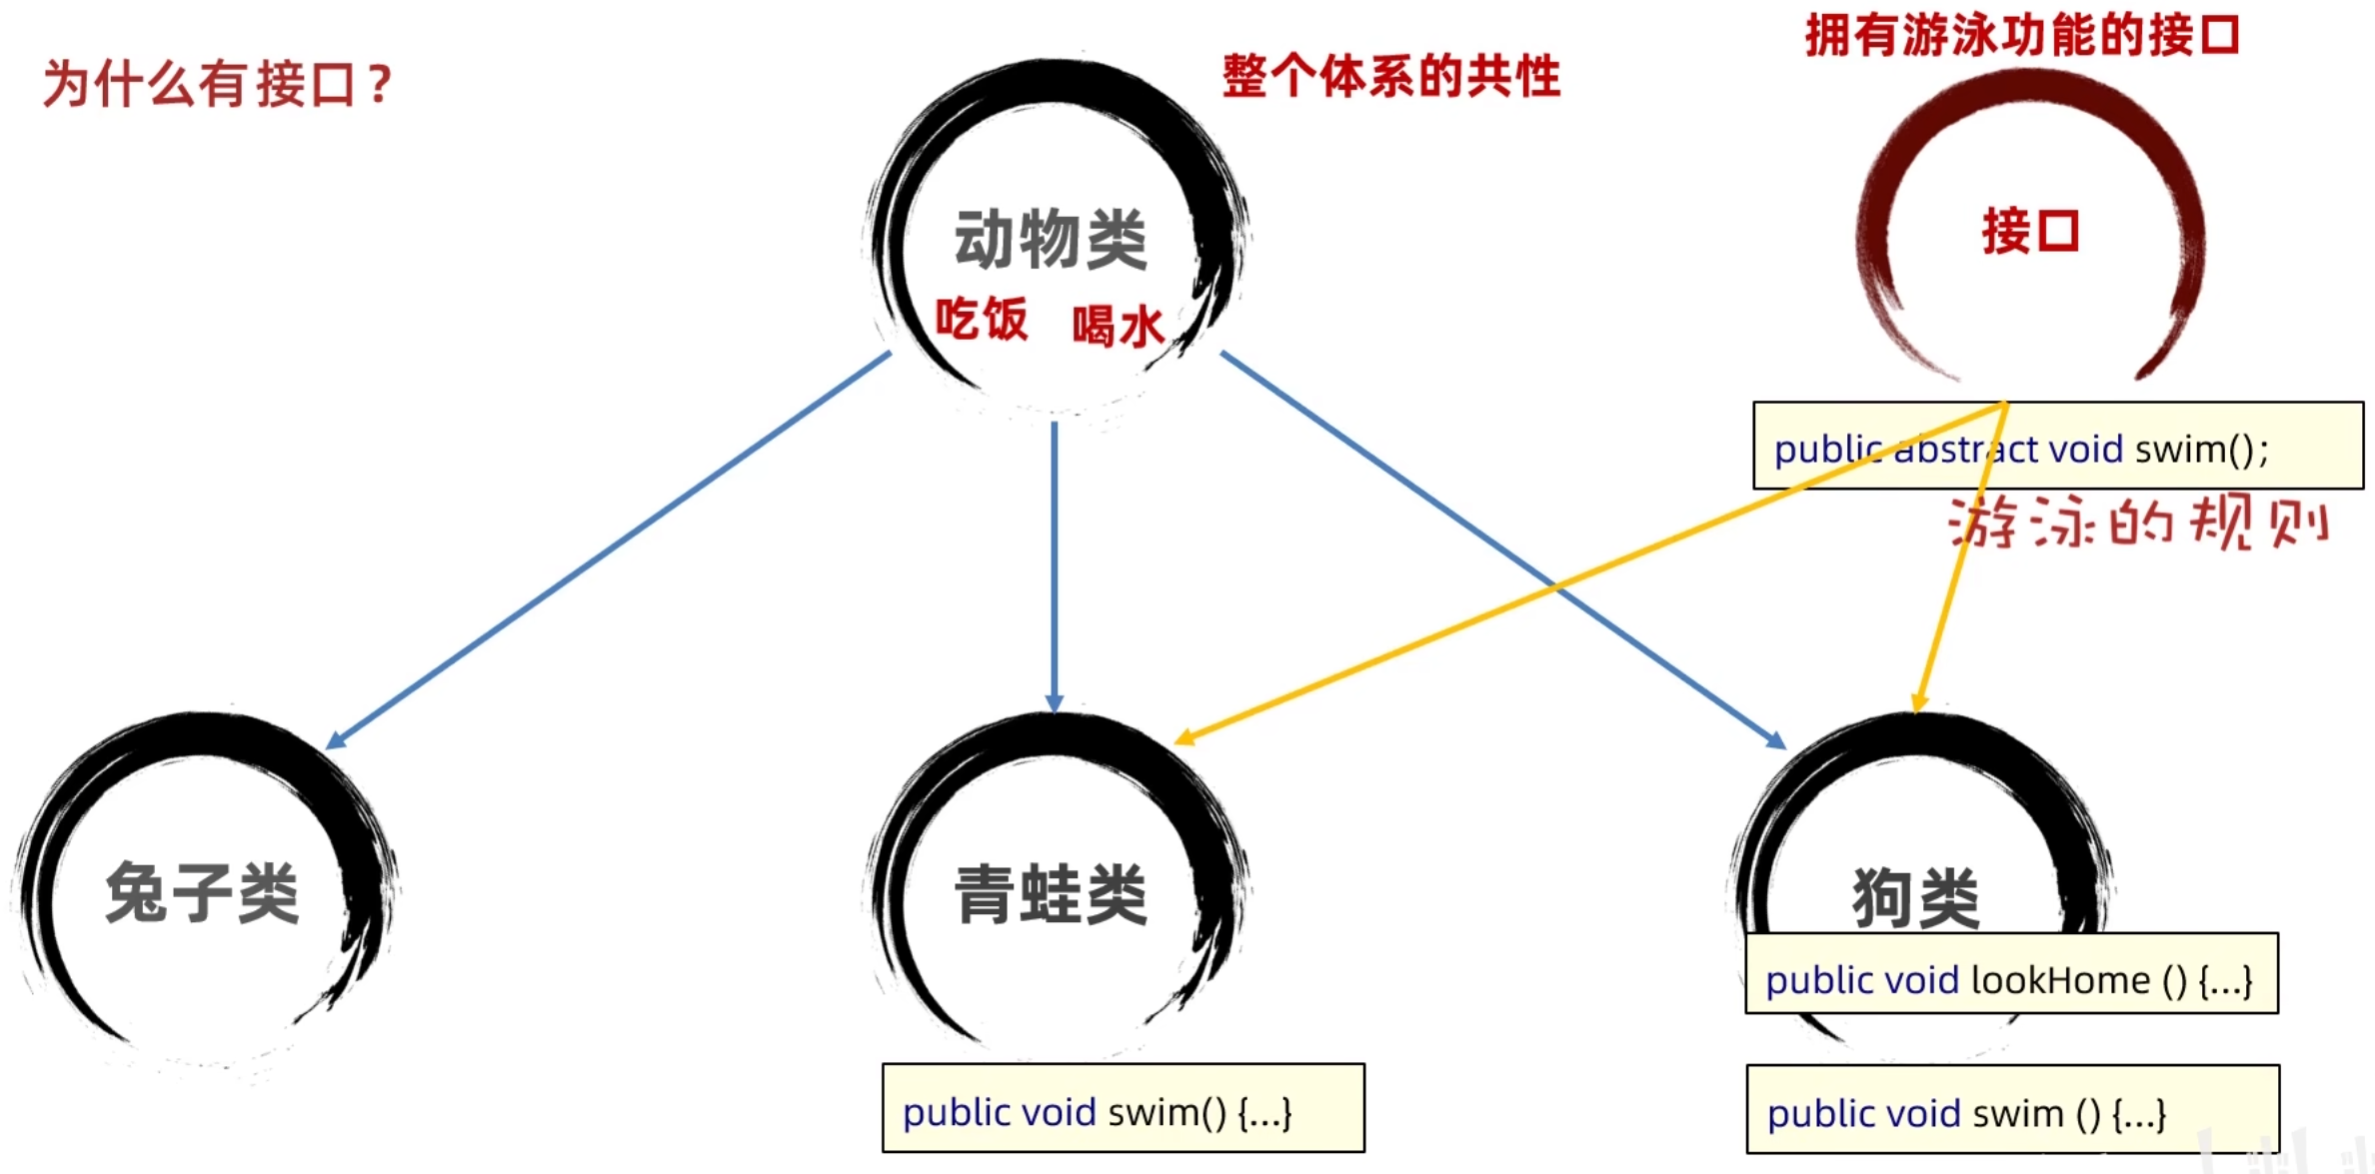 为什么有接口？
整个体系的共性
拥有游泳功能的接口
动物类
吃饭 喝水
接口
public abstract void swim();
游泳的规则
兔子类
青蛙类
狗类
public void lookHome () {...}
public void swim() {...}
public void swim () {...}